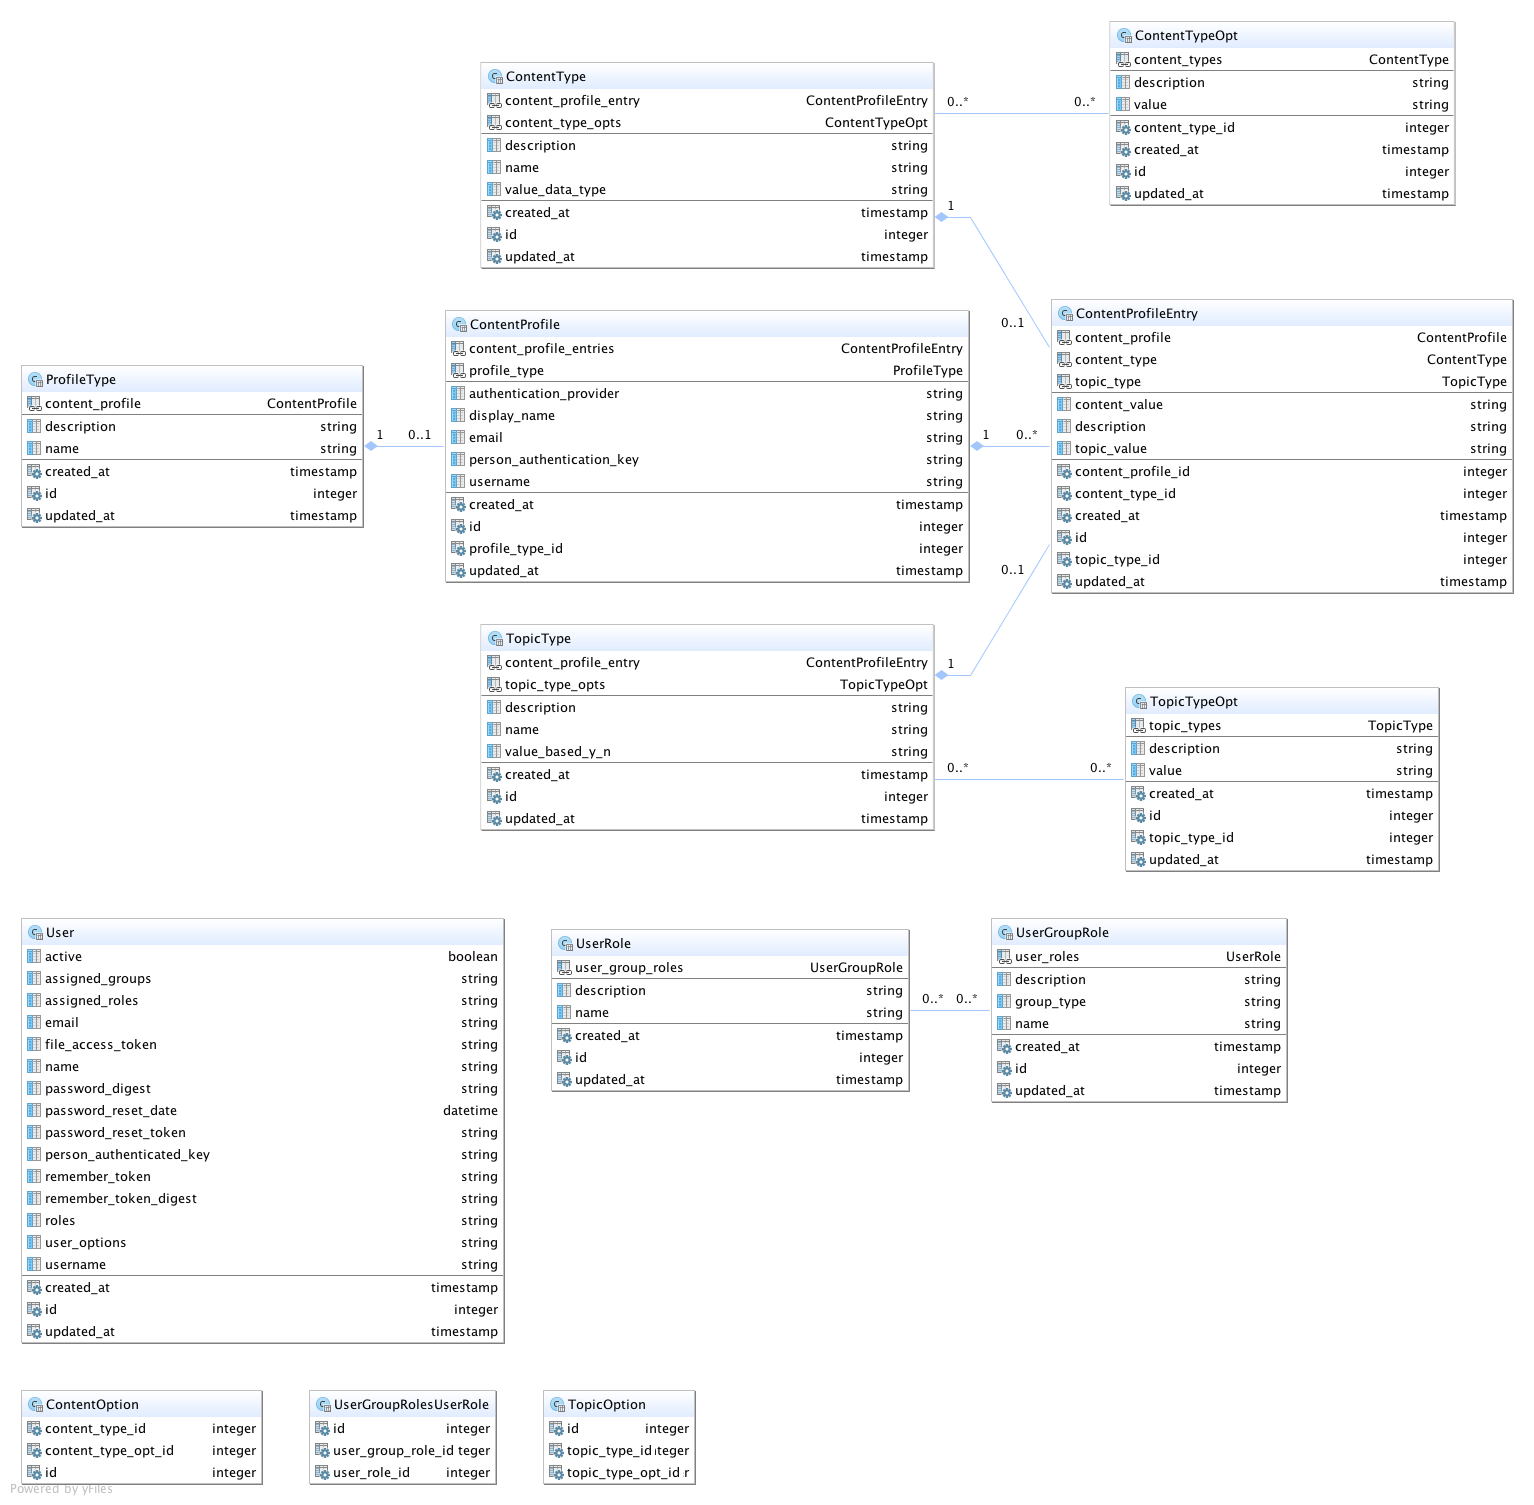 ContentTypeOpt
content_types ContentType
description string
value string
content_type_id integer
created_at timestamp
id integer
updated_at timestamp
ContentType
content_profile_entry ContentProfileEntry
content_type_opts ContentTypeOpt
description string
name string
value_data_type string
created_at timestamp
id integer
updated_at timestamp
0..* 0..*
1
0..1
ContentProfileEntry
content_profile ContentProfile
content_type ContentType
topic_type TopicType
content_value string
description string
topic_value string
content_profile_id integer
content_type_id integer
created_at timestamp
id integer
topic_type_id integer
updated_at timestamp
ContentProfile
content_profile_entries ContentProfileEntry
profile_type ProfileType
authentication_provider string
display_name string
email string
person_authentication_key string
username string
created_at timestamp
id integer
profile_type_id integer
updated_at timestamp
1 0..*
ProfileType
content_profile ContentProfile
description string
name string
created_at timestamp
id integer
updated_at timestamp
1 0..1
0..1
1
TopicType
content_profile_entry ContentProfileEntry
topic_type_opts TopicTypeOpt
description string
name string
value_based_y_n string
created_at timestamp
id integer
updated_at timestamp
0..* 0..*
TopicTypeOpt
topic_types TopicType
description string
value string
created_at timestamp
id integer
topic_type_id integer
updated_at timestamp
User
active boolean
assigned_groups string
assigned_roles string
email string
file_access_token string
name string
password_digest string
password_reset_date datetime
password_reset_token string
person_authenticated_key string
remember_token string
remember_token_digest string
roles string
user_options string
username string
created_at timestamp
id integer
updated_at timestamp
UserRole
user_group_roles UserGroupRole
description string
name string
created_at timestamp
id integer
updated_at timestamp
0..* 0..*
UserGroupRole
user_roles UserRole
description string
group_type string
name string
created_at timestamp
id integer
updated_at timestamp
ContentOption
content_type_id integer
content_type_opt_id integer
id integer
UserGroupRolesUserRole
id integer
user_group_role_id teger
user_role_id integer
TopicOption
id integer
topic_type_id teger
topic_type_opt_id r
Powered by yFiles